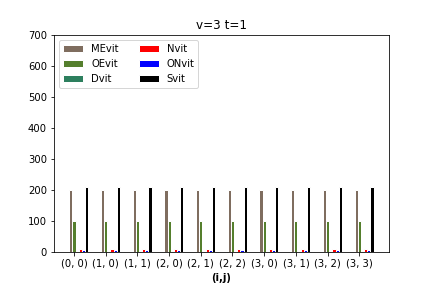 v=3 t=1
700
600
500
400
300
200
100
0
MEvit
OEvit
Dvit
Nvit
ONvit
Svit
(0, 0) (1, 0) (1, 1) (2, 0) (2, 1) (2, 2) (3, 0) (3, 1) (3, 2) (3, 3)
(i,j)